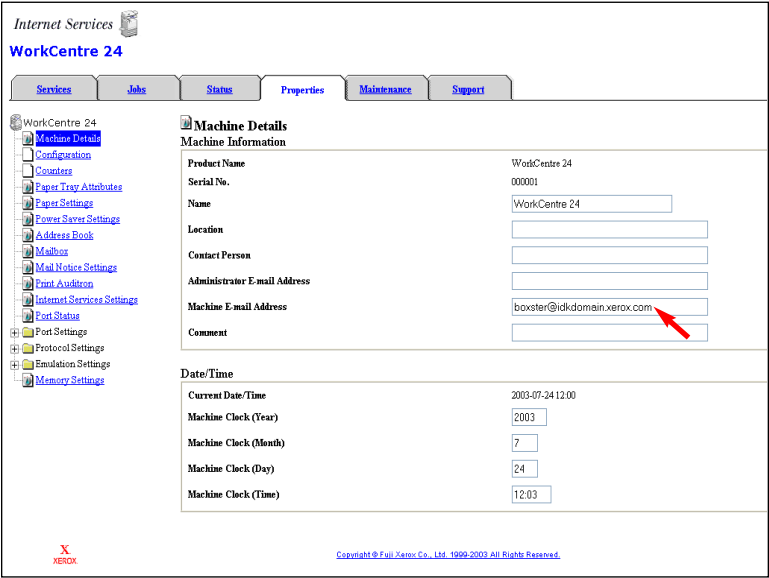 Internet Services
WorkCentre 24
Services Jobs Status Properties Maintenance Support
WorkCentre 24
Machine Details
Configuration
Counters
Paper Tray Attributes
Paper Settings
Power Saver Settings
Address Book
Mailbox
Mail Notice Settings
Print Auditron
Internet Services Settings
Port Status
Port Settings
Protocol Settings
Emulation Settings
Memory Settings
Machine Details
Machine Information
Product Name WorkCentre 24
Serial No. 000001
Name WorkCentre 24
Location
Contact Person
Administrator E-mail Address
Machine E-mail Address boxster@idkdomain.xerox.com
Comment
Date/Time
Current Date/Time 2003-07-24 12:00
Machine Clock (Year) 2003
Machine Clock (Month) 7
Machine Clock (Day) 24
Machine Clock (Time) 12:03
X
XEROX
Copyright © Fuji Xerox Co., Ltd. 1999-2003 All Rights Reserved.